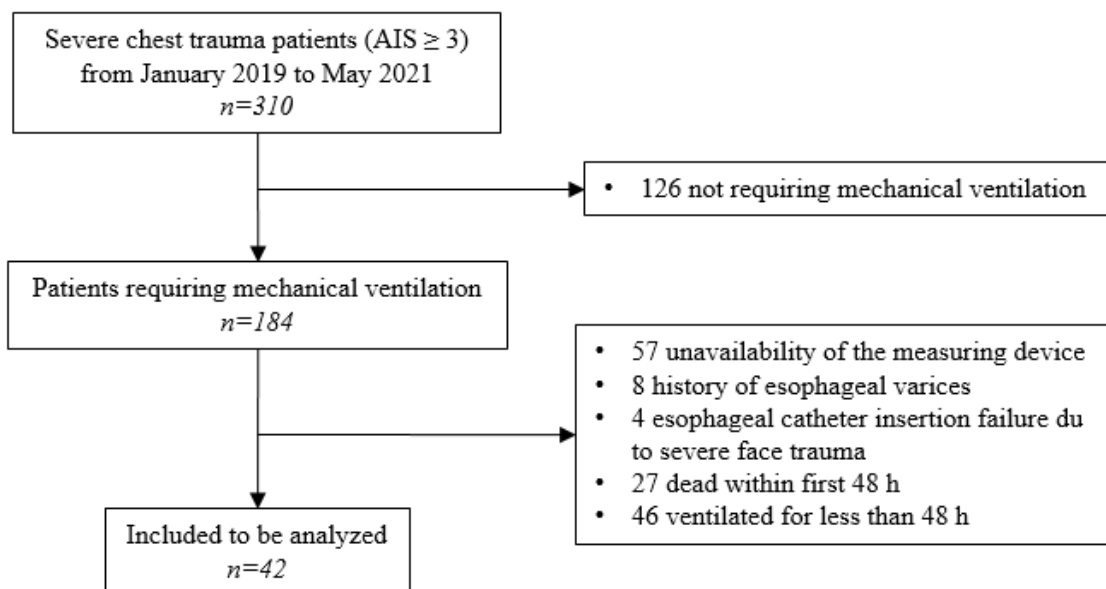 Severe chest trauma patients (AIS ≥ 3)
from January 2019 to May 2021
n=310
• 126 not requiring mechanical ventilation
Patients requiring mechanical ventilation
n=184
• 57 unavailability of the measuring device
• 8 history of esophageal varices
• 4 esophageal catheter insertion failure du
to severe face trauma
• 27 dead within first 48 h
• 46 ventilated for less than 48 h
Included to be analyzed
n=42